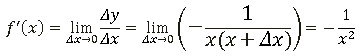 f'(x) = lim_{Δx→0} Δy/Δx = lim_{Δx→0} (−1/(x(x + Δx))) = −1/x²